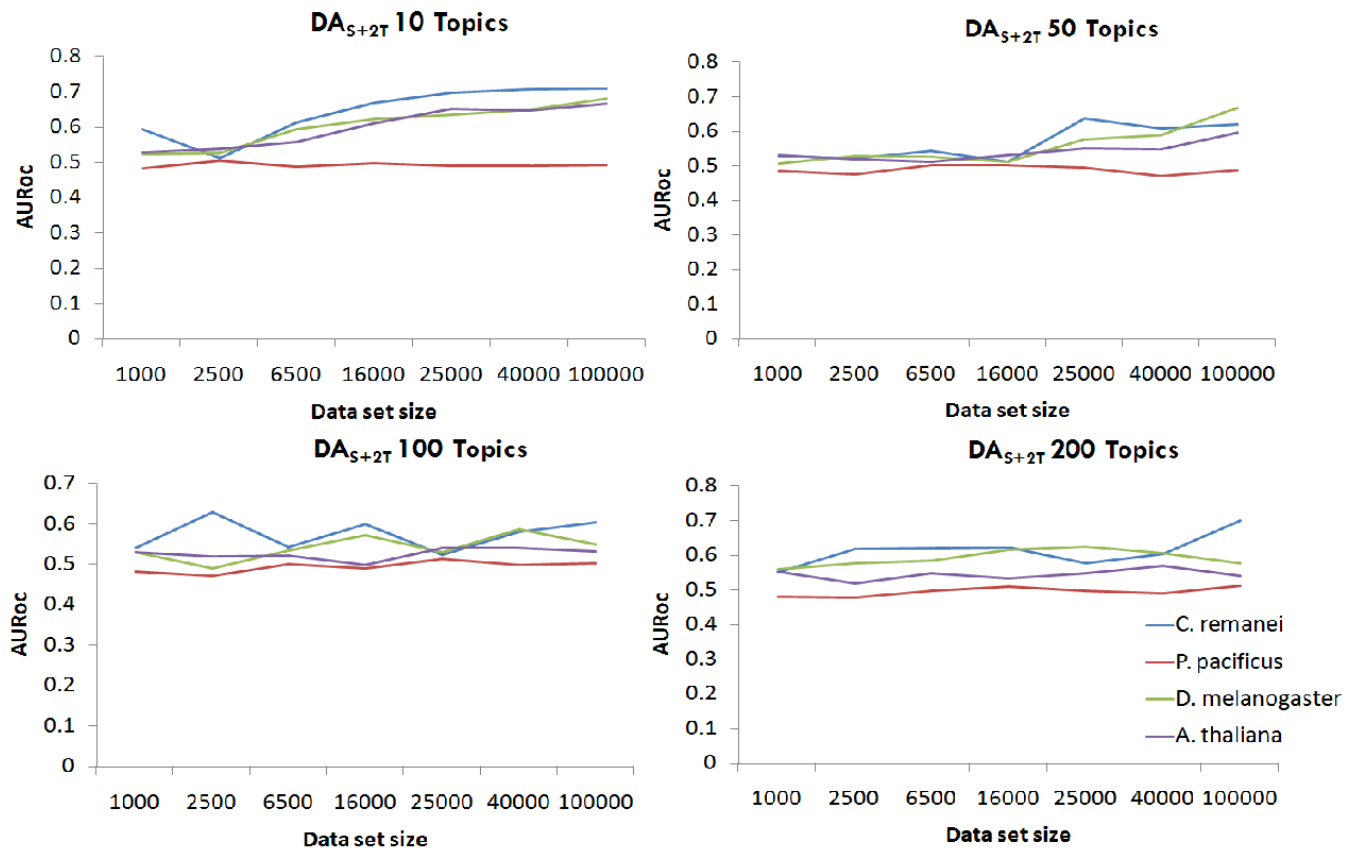 DAS+2T 10 Topics
0.8
0.7
0.6
0.5
0.4
0.3
0.2
0.1
0
AURoc
1000 2500 6500 16000 25000 40000 100000
Data set size
DAS+2T 50 Topics
0.8
0.7
0.6
0.5
0.4
0.3
0.2
0.1
0
AURoc
1000 2500 6500 16000 25000 40000 100000
Data set size
DAS+2T 100 Topics
0.7
0.6
0.5
0.4
0.3
0.2
0.1
0
AURoc
1000 2500 6500 16000 25000 40000 100000
Data set size
DAS+2T 200 Topics
0.8
0.7
0.6
0.5
0.4
0.3
0.2
0.1
0
AURoc
C. remanei
P. pacificus
D. melanogaster
A. thaliana
1000 2500 6500 16000 25000 40000 100000
Data set size